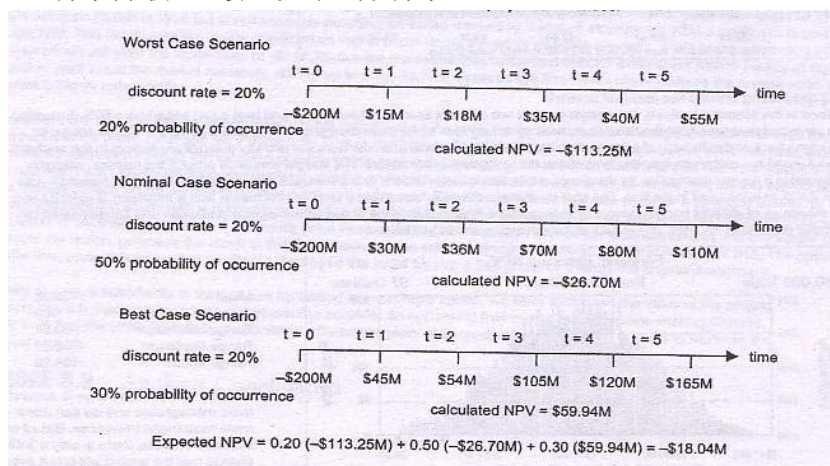 Worst Case Scenario
t = 0 t = 1 t = 2 t = 3 t = 4 t = 5
discount rate = 20% time
–$200M $15M $18M $35M $40M $55M
20% probability of occurrence
calculated NPV = –$113.25M
Nominal Case Scenario
t = 0 t = 1 t = 2 t = 3 t = 4 t = 5
discount rate = 20% time
–$200M $30M $36M $70M $80M $110M
50% probability of occurrence
calculated NPV = –$26.70M
Best Case Scenario
t = 0 t = 1 t = 2 t = 3 t = 4 t = 5
discount rate = 20% time
–$200M $45M $54M $105M $120M $165M
30% probability of occurrence
calculated NPV = $59.94M
Expected NPV = 0.20 (–$113.25M) + 0.50 (–$26.70M) + 0.30 ($59.94M) = –$18.04M